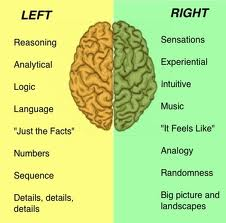 LEFT
Reasoning
Analytical
Logic
Language
"Just the Facts"
Numbers
Sequence
Details, details,
details
RIGHT
Sensations
Experiential
intuitive
Music
"It Feels Like"
Analogy
Randomness
Big picture and
landscapes